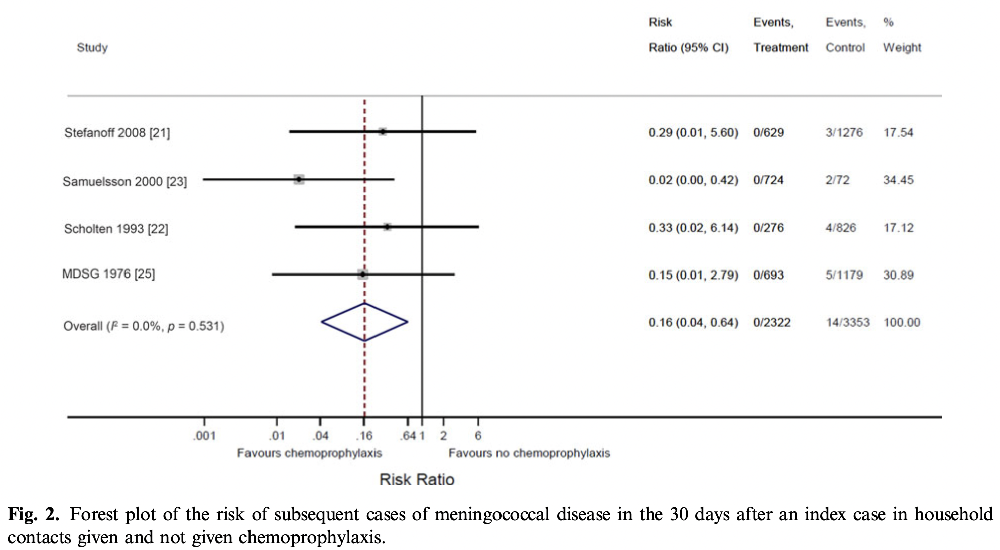 Risk Events, Events, %
Study Ratio (95% CI) Treatment Control Weight
Stefanoff 2008 [21] 0.29 (0.01, 5.60) 0/629 3/1276 17.54
Samuelsson 2000 [23] 0.02 (0.00, 0.42) 0/724 2/72 34.45
Scholten 1993 [22] 0.33 (0.02, 6.14) 0/276 4/826 17.12
MDSG 1976 [25] 0.15 (0.01, 2.79) 0/693 5/1179 30.89
Overall (I² = 0.0%, p = 0.531) 0.16 (0.04, 0.64) 0/2322 14/3353 100.00
.001 .01 .04 .16 .64 1 2 6
Favours chemoprophylaxis Favours no chemoprophylaxis
Risk Ratio
Fig. 2. Forest plot of the risk of subsequent cases of meningococcal disease in the 30 days after an index case in household
contacts given and not given chemoprophylaxis.